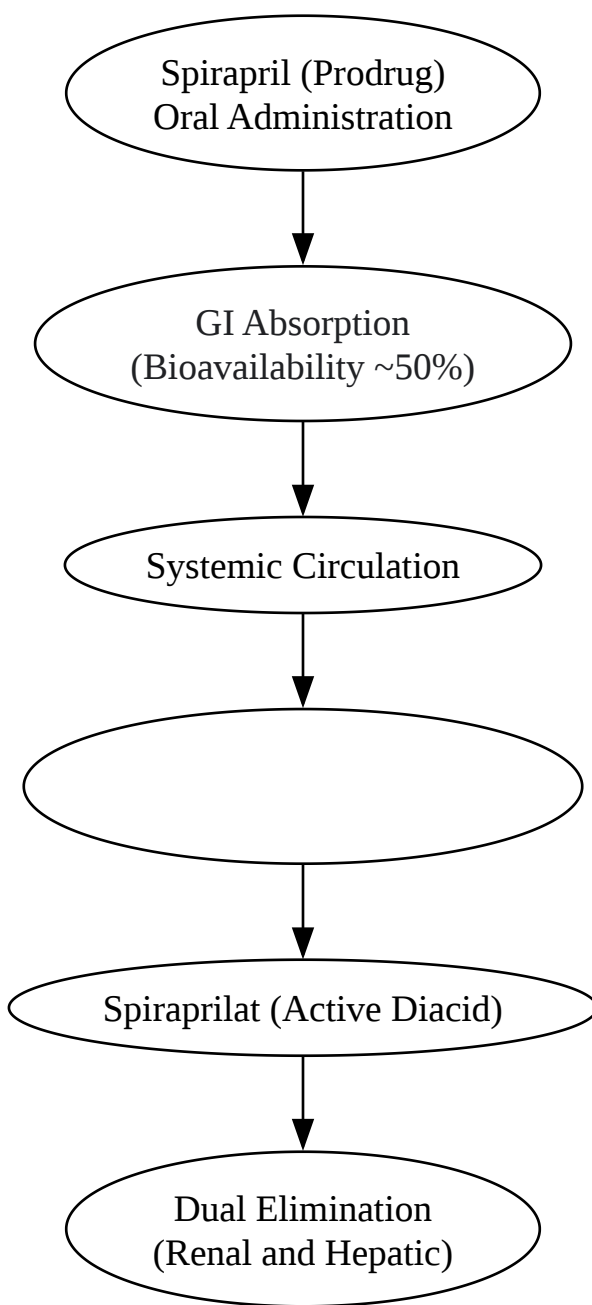 Spirapril (Prodrug)
Oral Administration
GI Absorption
(Bioavailability ~50%)
Systemic Circulation
Spiraprilat (Active Diacid)
Dual Elimination
(Renal and Hepatic)